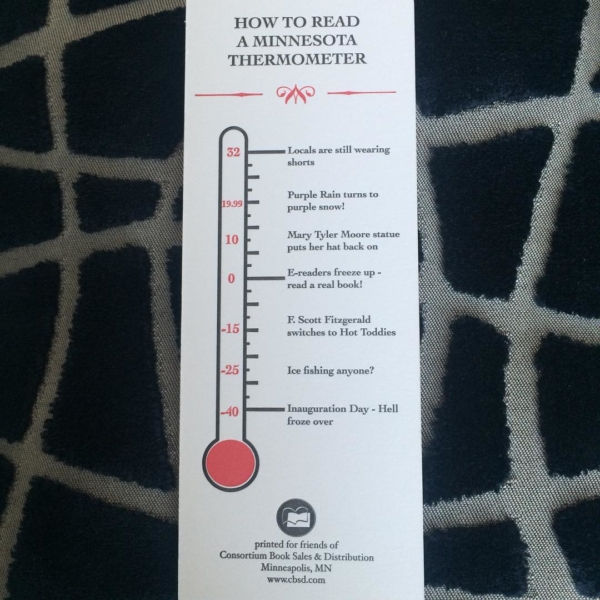 HOW TO READ
A MINNESOTA
THERMOMETER
32 Locals are still wearing
shorts
19.99 Purple Rain turns to
purple snow!
10 Mary Tyler Moore statue
puts her hat back on
0 E-readers freeze up -
read a real book!
-15 F. Scott Fitzgerald
switches to Hot Toddies
-25 Ice fishing anyone?
-40 Inauguration Day - Hell
froze over
printed for friends of
Consortium Book Sales & Distribution
Minneapolis, MN
www.cbsd.com